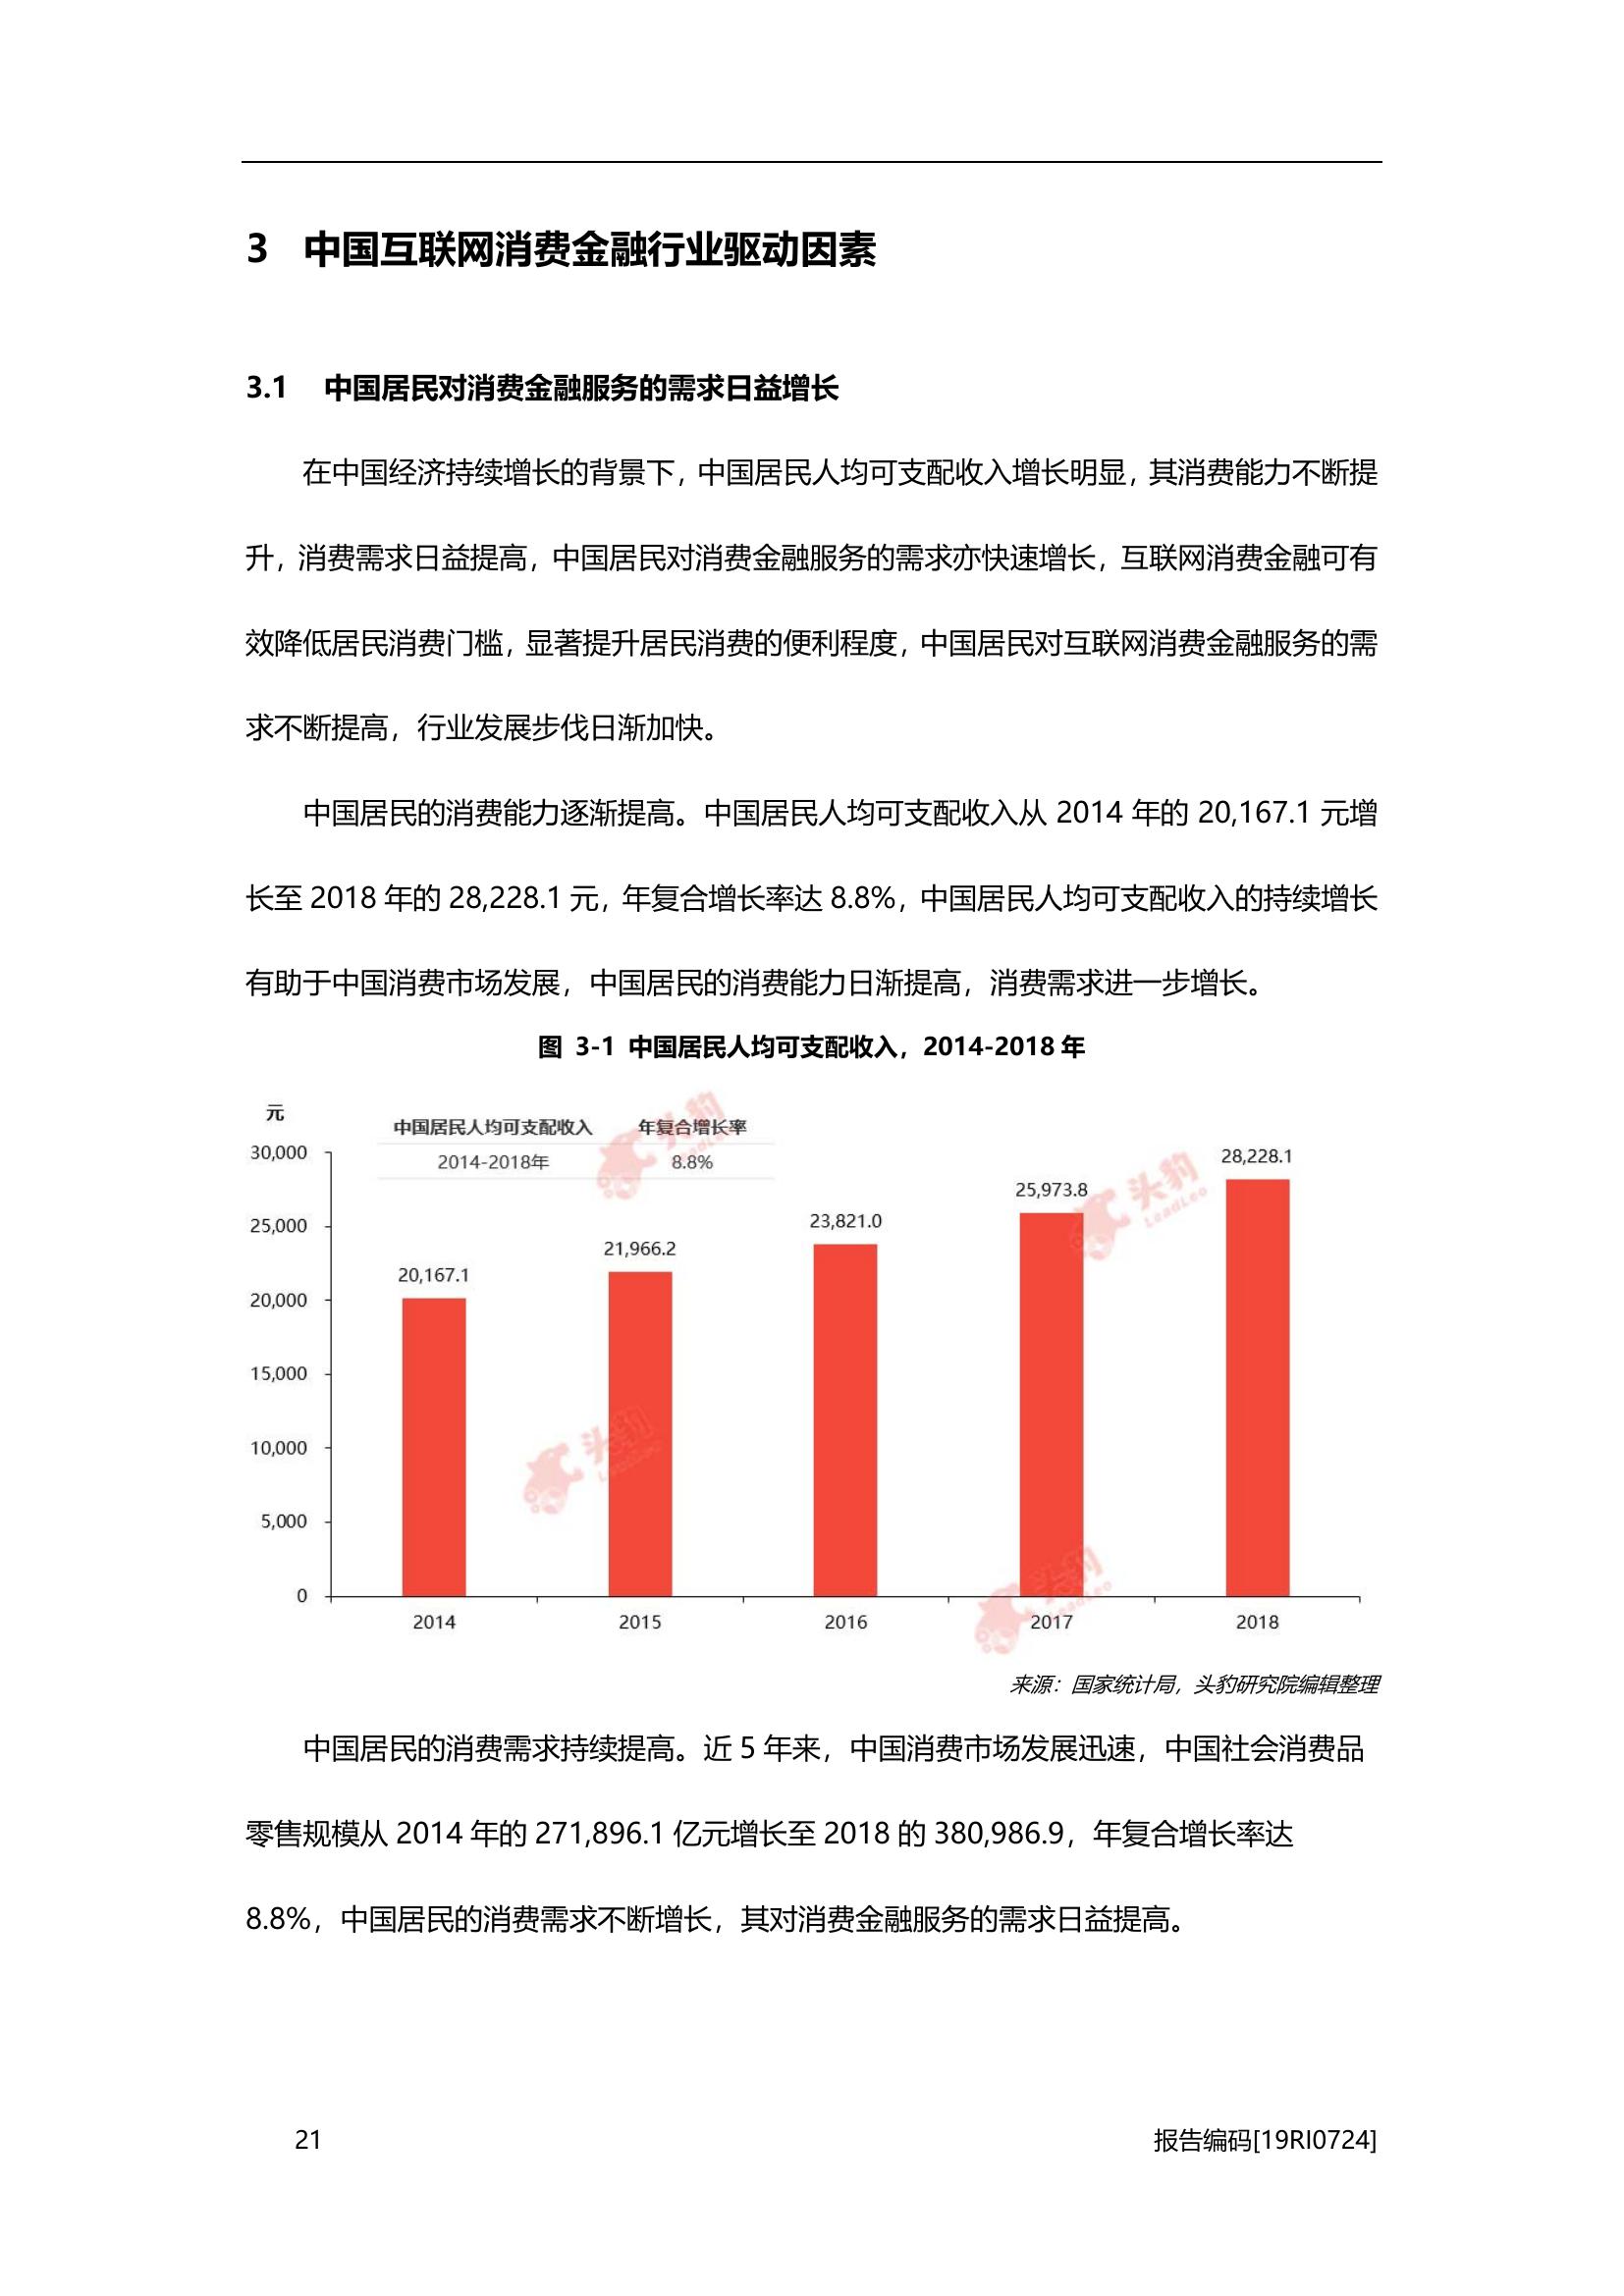 3 中国互联网消费金融行业驱动因素
3.1 中国居民对消费金融服务的需求日益增长
在中国经济持续增长的背景下，中国居民人均可支配收入增长明显，其消费能力不断提
升，消费需求日益提高，中国居民对消费金融服务的需求亦快速增长，互联网消费金融可有
效降低居民消费门槛，显著提升居民消费的便利程度，中国居民对互联网消费金融服务的需
求不断提高，行业发展步伐日渐加快。
中国居民的消费能力逐渐提高。中国居民人均可支配收入从 2014 年的 20,167.1 元增
长至 2018 年的 28,228.1 元，年复合增长率达 8.8%，中国居民人均可支配收入的持续增长
有助于中国消费市场发展，中国居民的消费能力日渐提高，消费需求进一步增长。
图 3-1 中国居民人均可支配收入，2014-2018 年
元
中国居民人均可支配收入 年复合增长率
2014-2018年 8.8%
30,000
25,000
20,000
15,000
10,000
5,000
0
20,167.1
21,966.2
23,821.0
25,973.8
28,228.1
2014 2015 2016 2017 2018
头豹
LeadLeo
头豹
LeadLeo
头豹
LeadLeo
头豹
LeadLeo
来源：国家统计局，头豹研究院编辑整理
中国居民的消费需求持续提高。近 5 年来，中国消费市场发展迅速，中国社会消费品
零售规模从 2014 年的 271,896.1 亿元增长至 2018 的 380,986.9，年复合增长率达
8.8%，中国居民的消费需求不断增长，其对消费金融服务的需求日益提高。
21 报告编码[19RI0724]